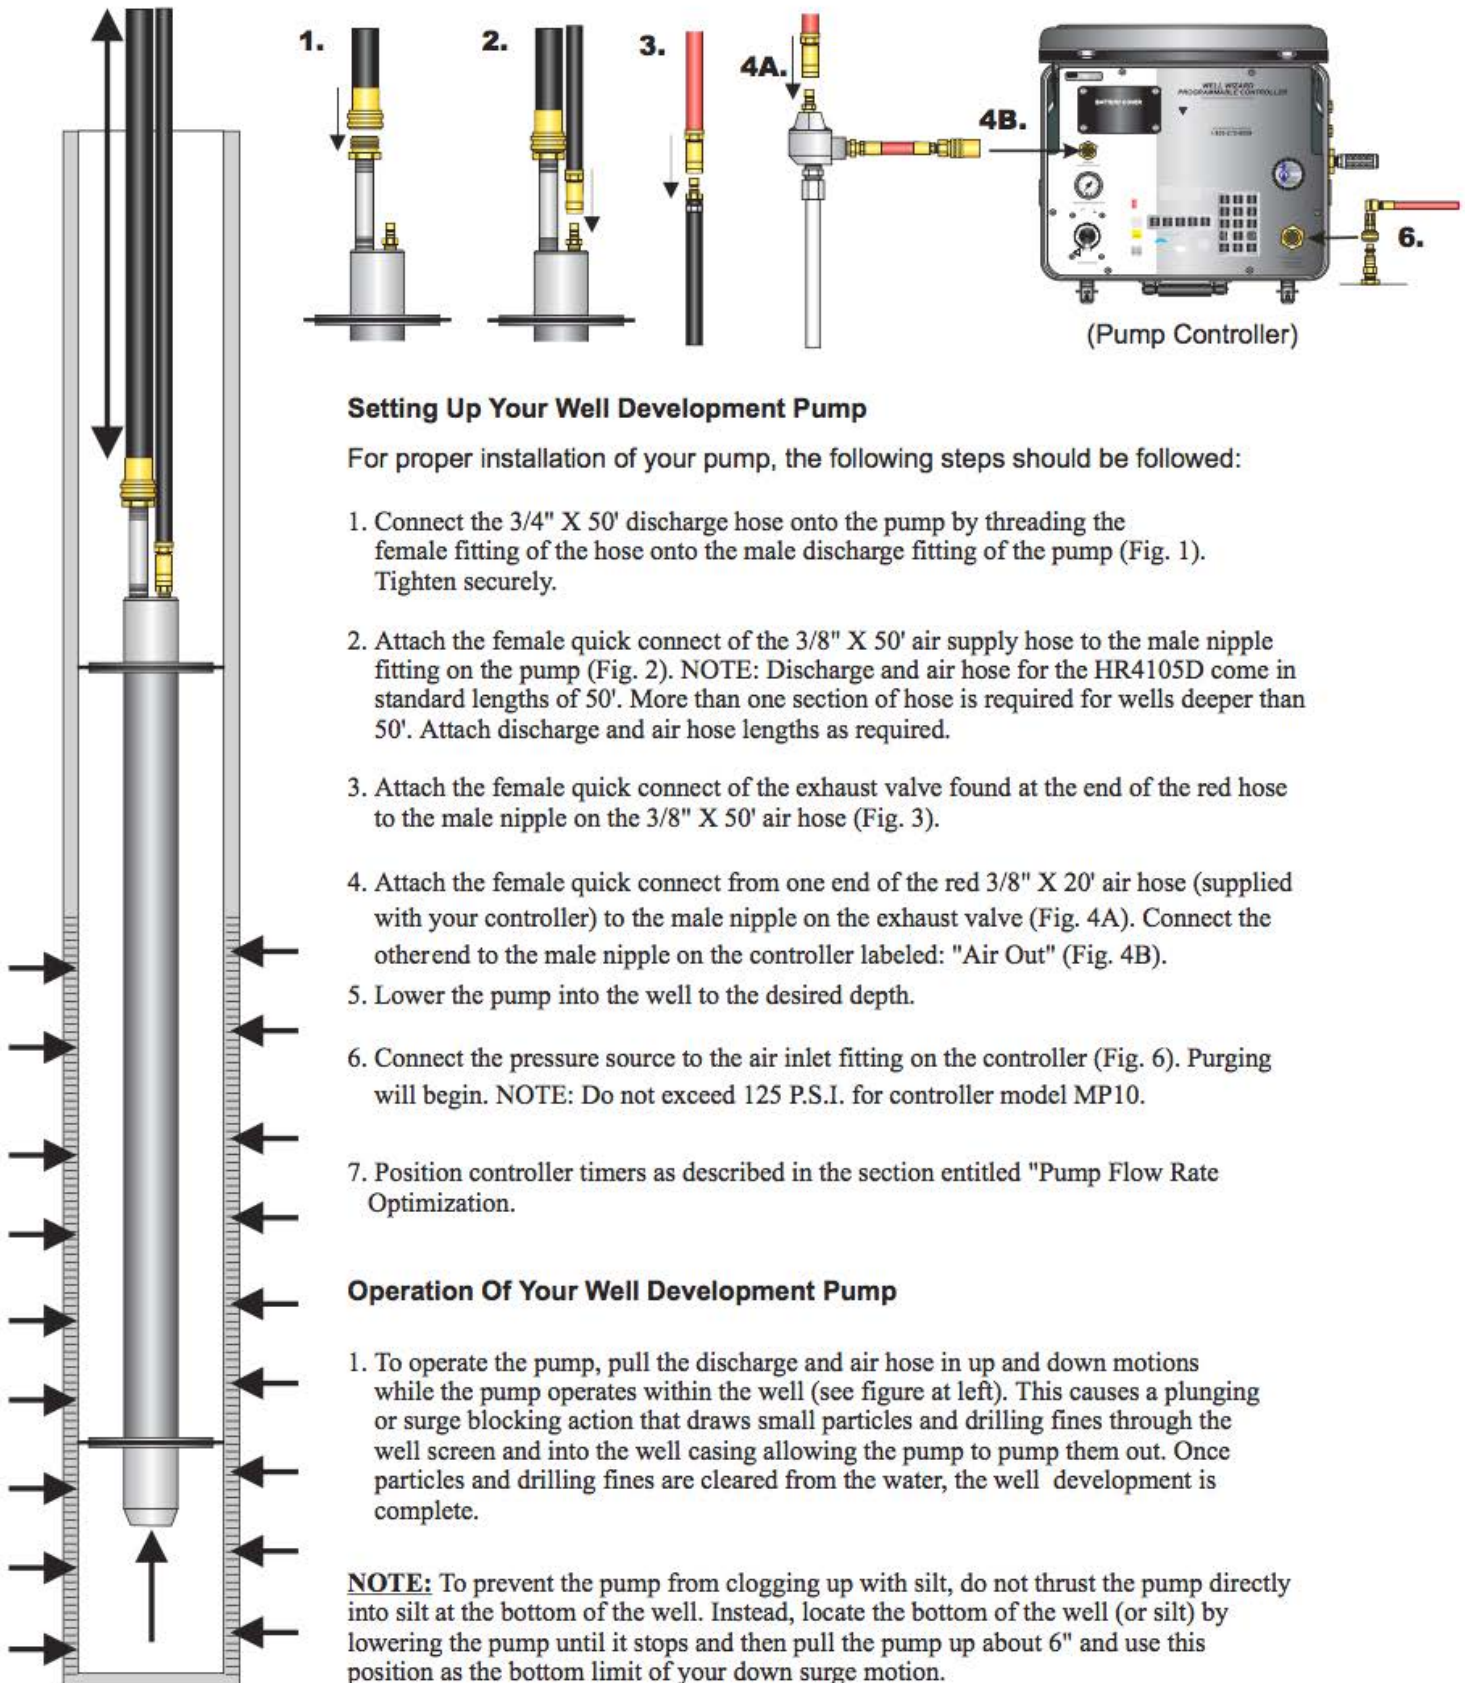 1.
2.
3.
4A.
4B.
WELL WIZARD
PROGRAMMABLE CONTROLLER
6.
(Pump Controller)
Setting Up Your Well Development Pump
For proper installation of your pump, the following steps should be followed:
1. Connect the 3/4" X 50' discharge hose onto the pump by threading the
female fitting of the hose onto the male discharge fitting of the pump (Fig. 1).
Tighten securely.
2. Attach the female quick connect of the 3/8" X 50' air supply hose to the male nipple
fitting on the pump (Fig. 2). NOTE: Discharge and air hose for the HR4105D come in
standard lengths of 50'. More than one section of hose is required for wells deeper than
50'. Attach discharge and air hose lengths as required.
3. Attach the female quick connect of the exhaust valve found at the end of the red hose
to the male nipple on the 3/8" X 50' air hose (Fig. 3).
4. Attach the female quick connect from one end of the red 3/8" X 20' air hose (supplied
with your controller) to the male nipple on the exhaust valve (Fig. 4A). Connect the
otherend to the male nipple on the controller labeled: "Air Out" (Fig. 4B).
5. Lower the pump into the well to the desired depth.
6. Connect the pressure source to the air inlet fitting on the controller (Fig. 6). Purging
will begin. NOTE: Do not exceed 125 P.S.I. for controller model MP10.
7. Position controller timers as described in the section entitled "Pump Flow Rate
Optimization.
Operation Of Your Well Development Pump
1. To operate the pump, pull the discharge and air hose in up and down motions
while the pump operates within the well (see figure at left). This causes a plunging
or surge blocking action that draws small particles and drilling fines through the
well screen and into the well casing allowing the pump to pump them out. Once
particles and drilling fines are cleared from the water, the well development is
complete.
NOTE: To prevent the pump from clogging up with silt, do not thrust the pump directly
into silt at the bottom of the well. Instead, locate the bottom of the well (or silt) by
lowering the pump until it stops and then pull the pump up about 6" and use this
position as the bottom limit of your down surge motion.